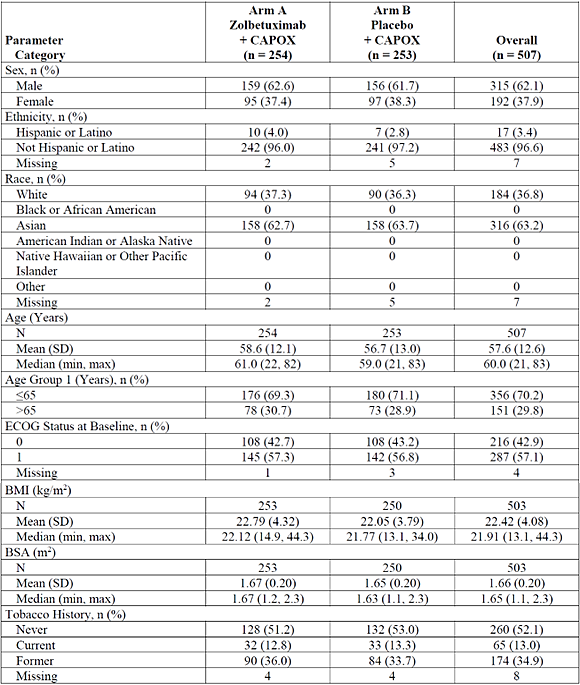 Parameter
Category
Arm A
Zolbetuximab
+ CAPOX
(n = 254)
Arm B
Placebo
+ CAPOX
(n = 253)
Overall
(n = 507)
Sex, n (%)
Male 159 (62.6) 156 (61.7) 315 (62.1)
Female 95 (37.4) 97 (38.3) 192 (37.9)
Ethnicity, n (%)
Hispanic or Latino 10 (4.0) 7 (2.8) 17 (3.4)
Not Hispanic or Latino 242 (96.0) 241 (97.2) 483 (96.6)
Missing 2 5 7
Race, n (%)
White 94 (37.3) 90 (36.3) 184 (36.8)
Black or African American 0 0 0
Asian 158 (62.7) 158 (63.7) 316 (63.2)
American Indian or Alaska Native 0 0 0
Native Hawaiian or Other Pacific 0 0 0
Islander
Other 0 0 0
Missing 2 5 7
Age (Years)
N 254 253 507
Mean (SD) 58.6 (12.1) 56.7 (13.0) 57.6 (12.6)
Median (min, max) 61.0 (22, 82) 59.0 (21, 83) 60.0 (21, 83)
Age Group 1 (Years), n (%)
≤65 176 (69.3) 180 (71.1) 356 (70.2)
>65 78 (30.7) 73 (28.9) 151 (29.8)
ECOG Status at Baseline, n (%)
0 108 (42.7) 108 (43.2) 216 (42.9)
1 145 (57.3) 142 (56.8) 287 (57.1)
Missing 1 3 4
BMI (kg/m²)
N 253 250 503
Mean (SD) 22.79 (4.32) 22.05 (3.79) 22.42 (4.08)
Median (min, max) 22.12 (14.9, 44.3) 21.77 (13.1, 34.0) 21.91 (13.1, 44.3)
BSA (m²)
N 253 250 503
Mean (SD) 1.67 (0.20) 1.65 (0.20) 1.66 (0.20)
Median (min, max) 1.67 (1.2, 2.3) 1.63 (1.1, 2.3) 1.65 (1.1, 2.3)
Tobacco History, n (%)
Never 128 (51.2) 132 (53.0) 260 (52.1)
Current 32 (12.8) 33 (13.3) 65 (13.0)
Former 90 (36.0) 84 (33.7) 174 (34.9)
Missing 4 4 8